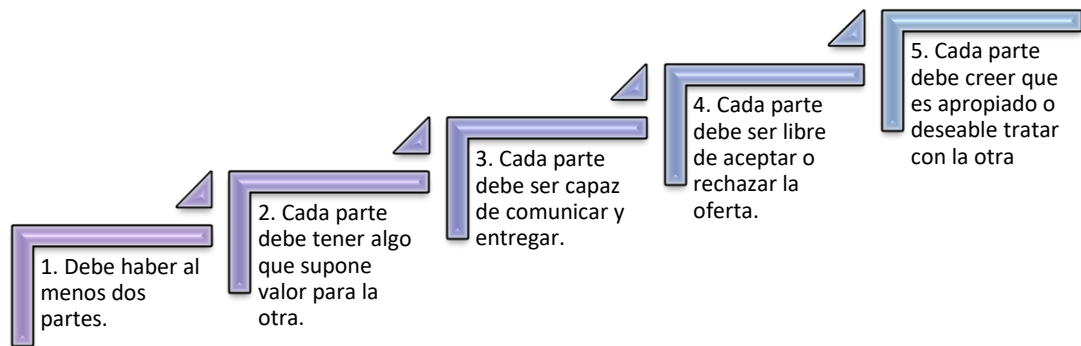 1. Debe haber al
menos dos
partes.
2. Cada parte
debe tener algo
que supone
valor para la
otra.
3. Cada parte
debe ser capaz
de comunicar y
entregar.
4. Cada parte
debe ser libre
de aceptar o
rechazar la
oferta.
5. Cada parte
debe creer que
es apropiado o
deseable tratar
con la otra